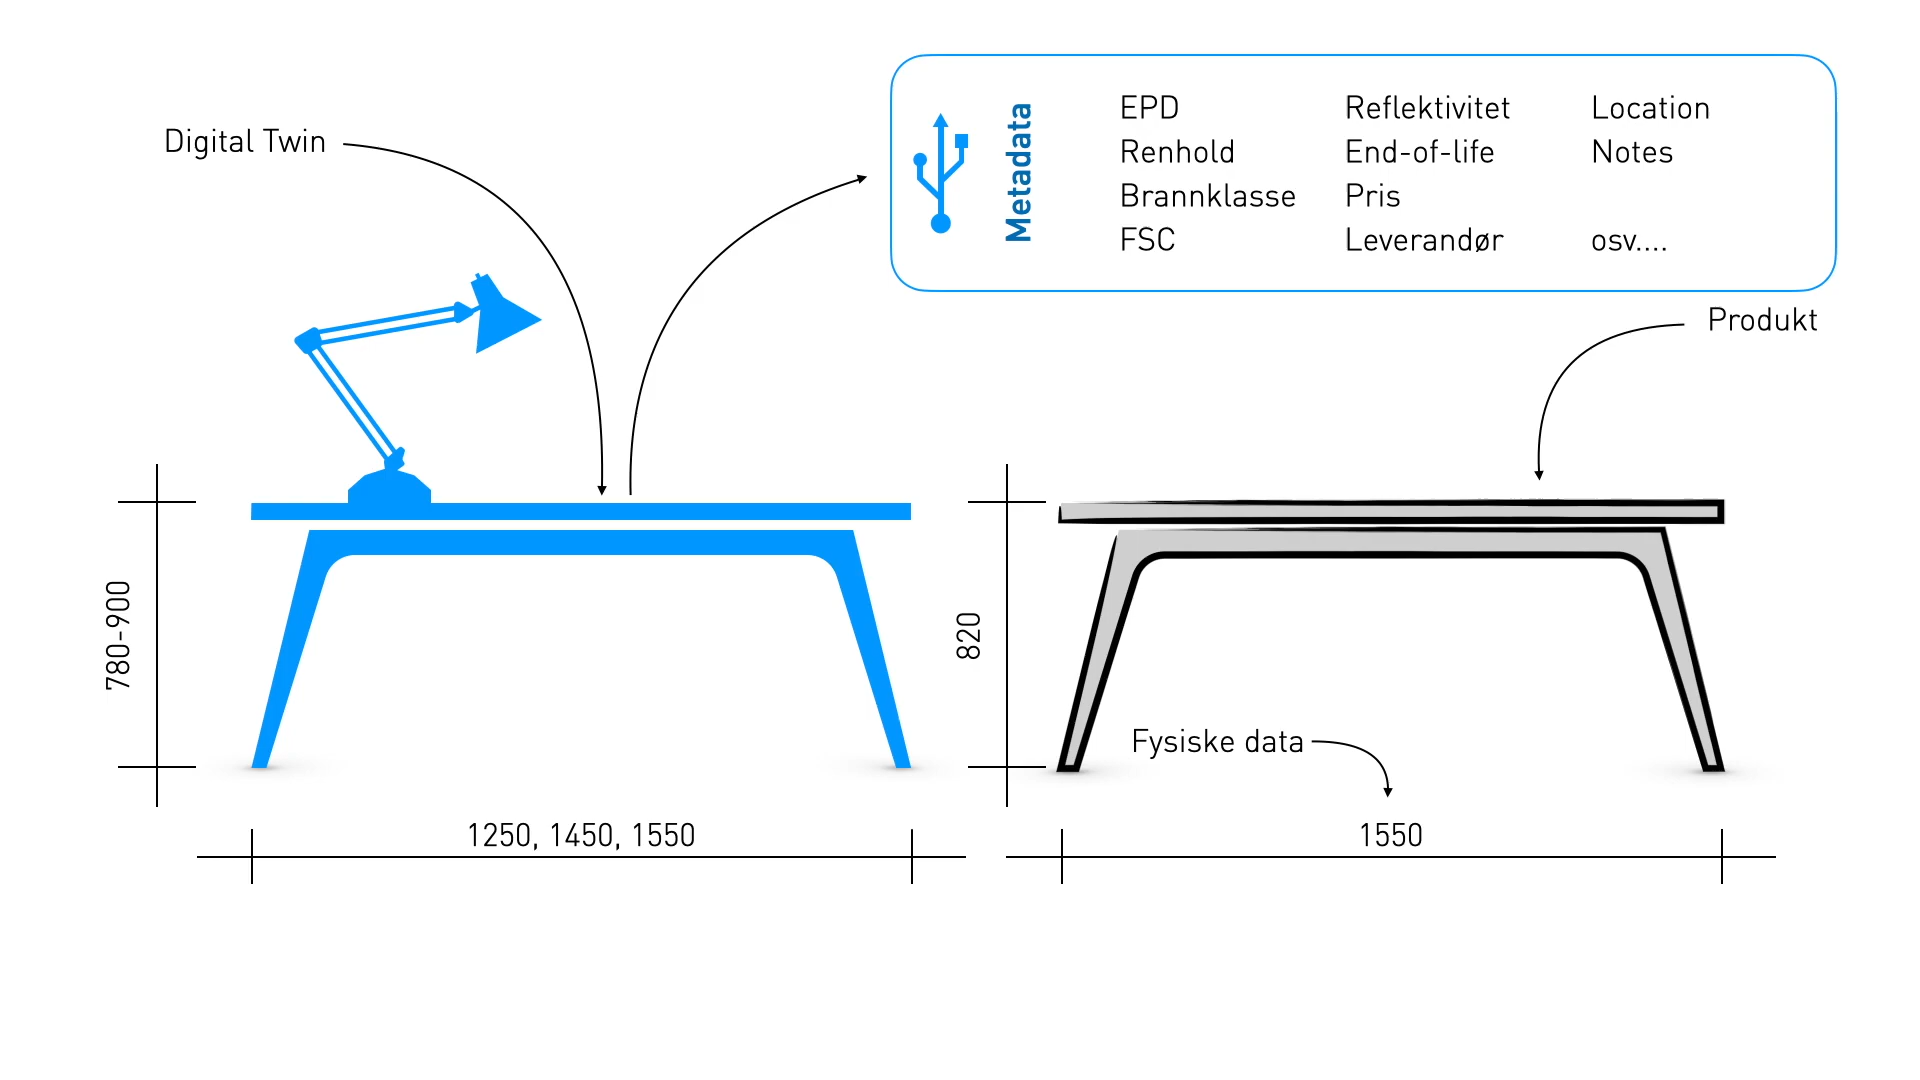 Digital Twin
Metadata
EPD
Renhold
Brannklasse
FSC
Reflektivitet
End-of-life
Pris
Leverandør
Location
Notes
osv....
Produkt
780-900
1250, 1450, 1550
820
Fysiske data
1550